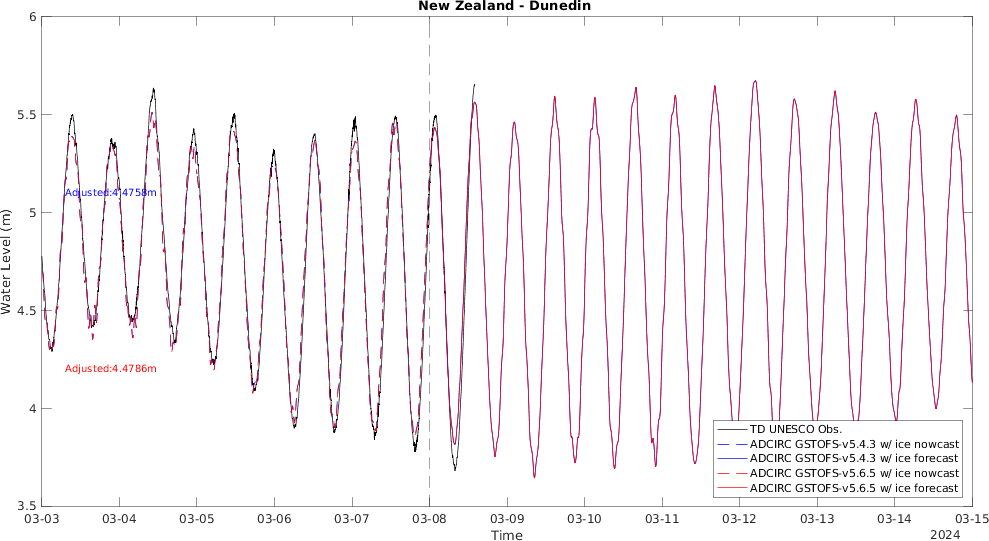 New Zealand - Dunedin
6
5.5
5
4.5
4
3.5
Water Level (m)
Adjusted:4.4758m
Adjusted:4.4786m
TD UNESCO Obs.
ADCIRC GSTOFS-v5.4.3 w/ ice nowcast
ADCIRC GSTOFS-v5.4.3 w/ ice forecast
ADCIRC GSTOFS-v5.6.5 w/ ice nowcast
ADCIRC GSTOFS-v5.6.5 w/ ice forecast
03-03 03-04 03-05 03-06 03-07 03-08 03-09 03-10 03-11 03-12 03-13 03-14 03-15
Time
2024